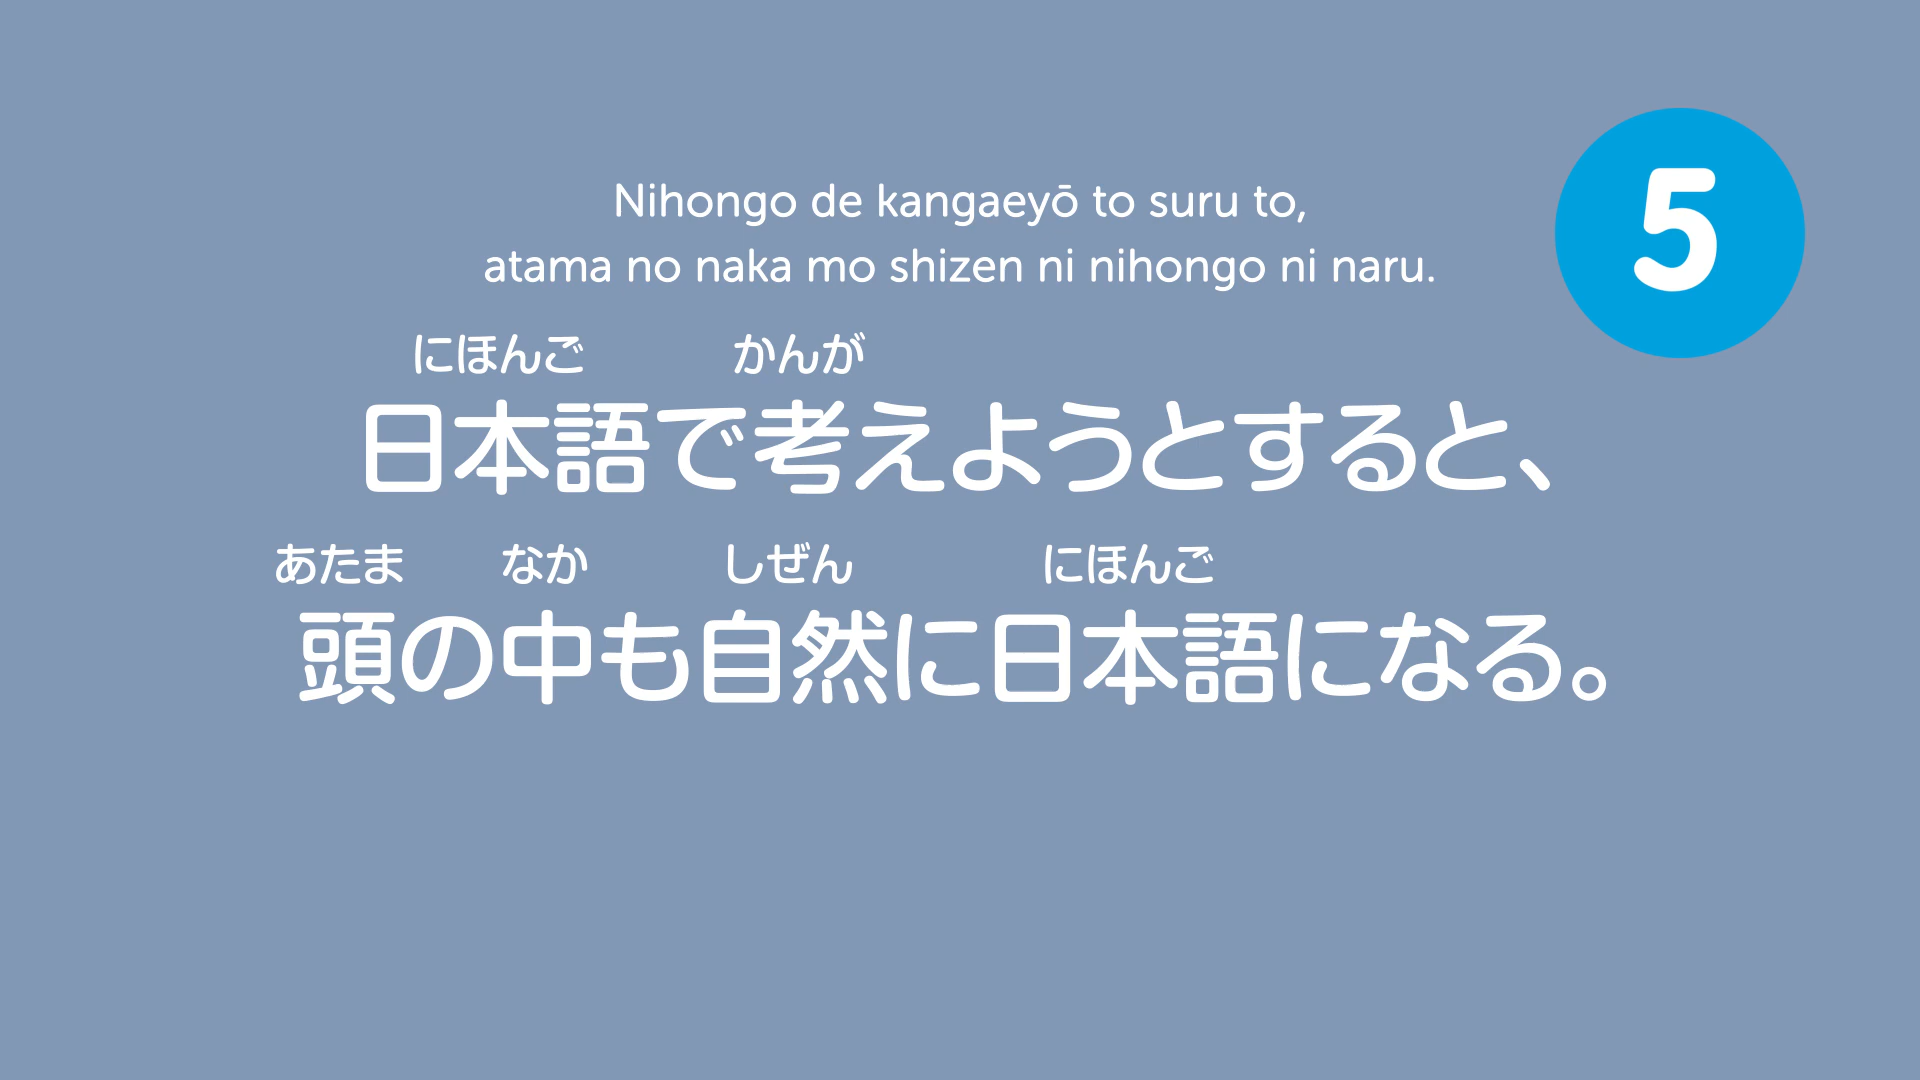 Nihongo de kangaeyō to suru to,
atama no naka mo shizen ni nihongo ni naru.
5
にほんご かんが
日本語で考えようとすると、
あたま なか しぜん にほんご
頭の中も自然に日本語になる。